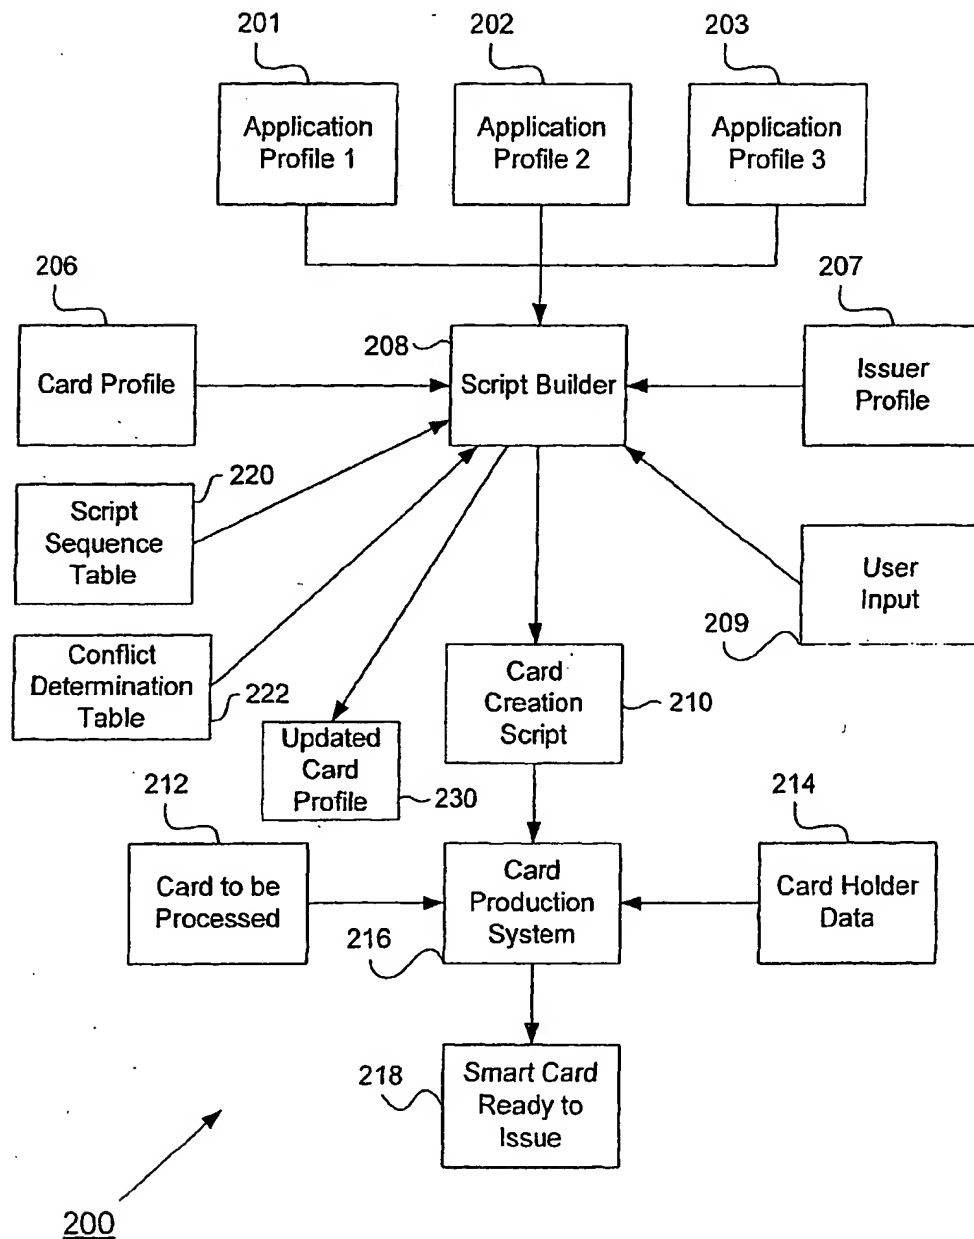 201
202
203
Application
Profile 1
Application
Profile 2
Application
Profile 3
206
207
208
Card Profile
Script Builder
Issuer
Profile
220
Script
Sequence
Table
User
Input
209
Conflict
Determination
Table
222
Card
Creation
Script
210
Updated
Card
Profile
230
212
214
Card to be
Processed
Card
Production
System
216
Card Holder
Data
218
Smart Card
Ready to
Issue
200